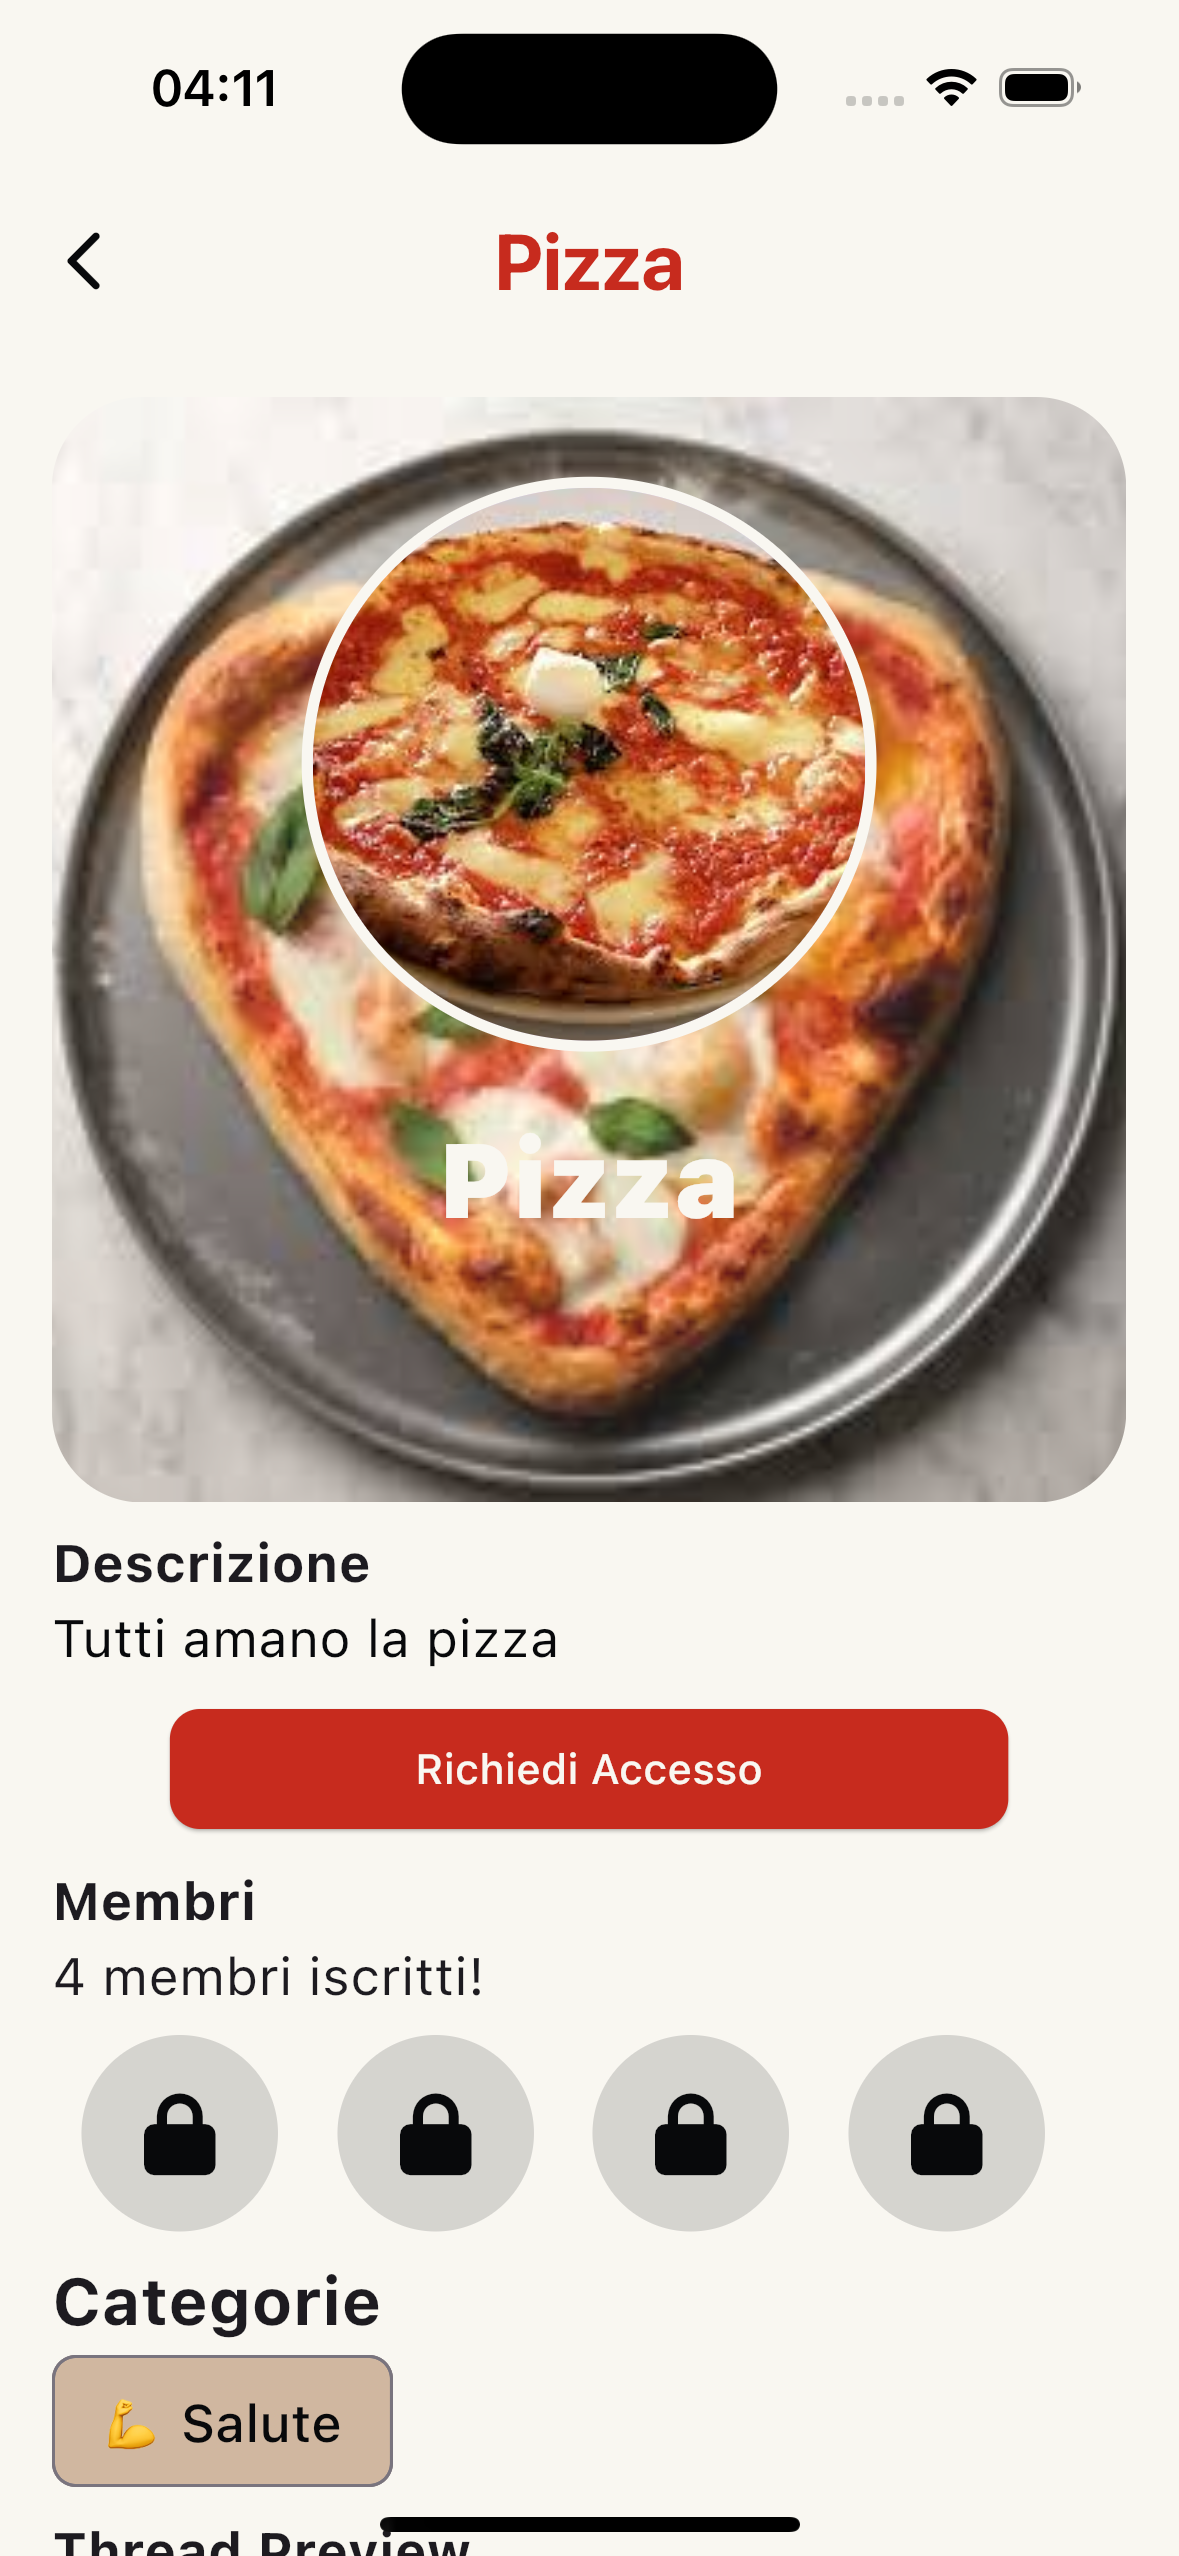 04:11
Pizza
Pizza
Descrizione
Tutti amano la pizza
Richiedi Accesso
Membri
4 membri iscritti!
Categorie
💪 Salute
Thread Preview